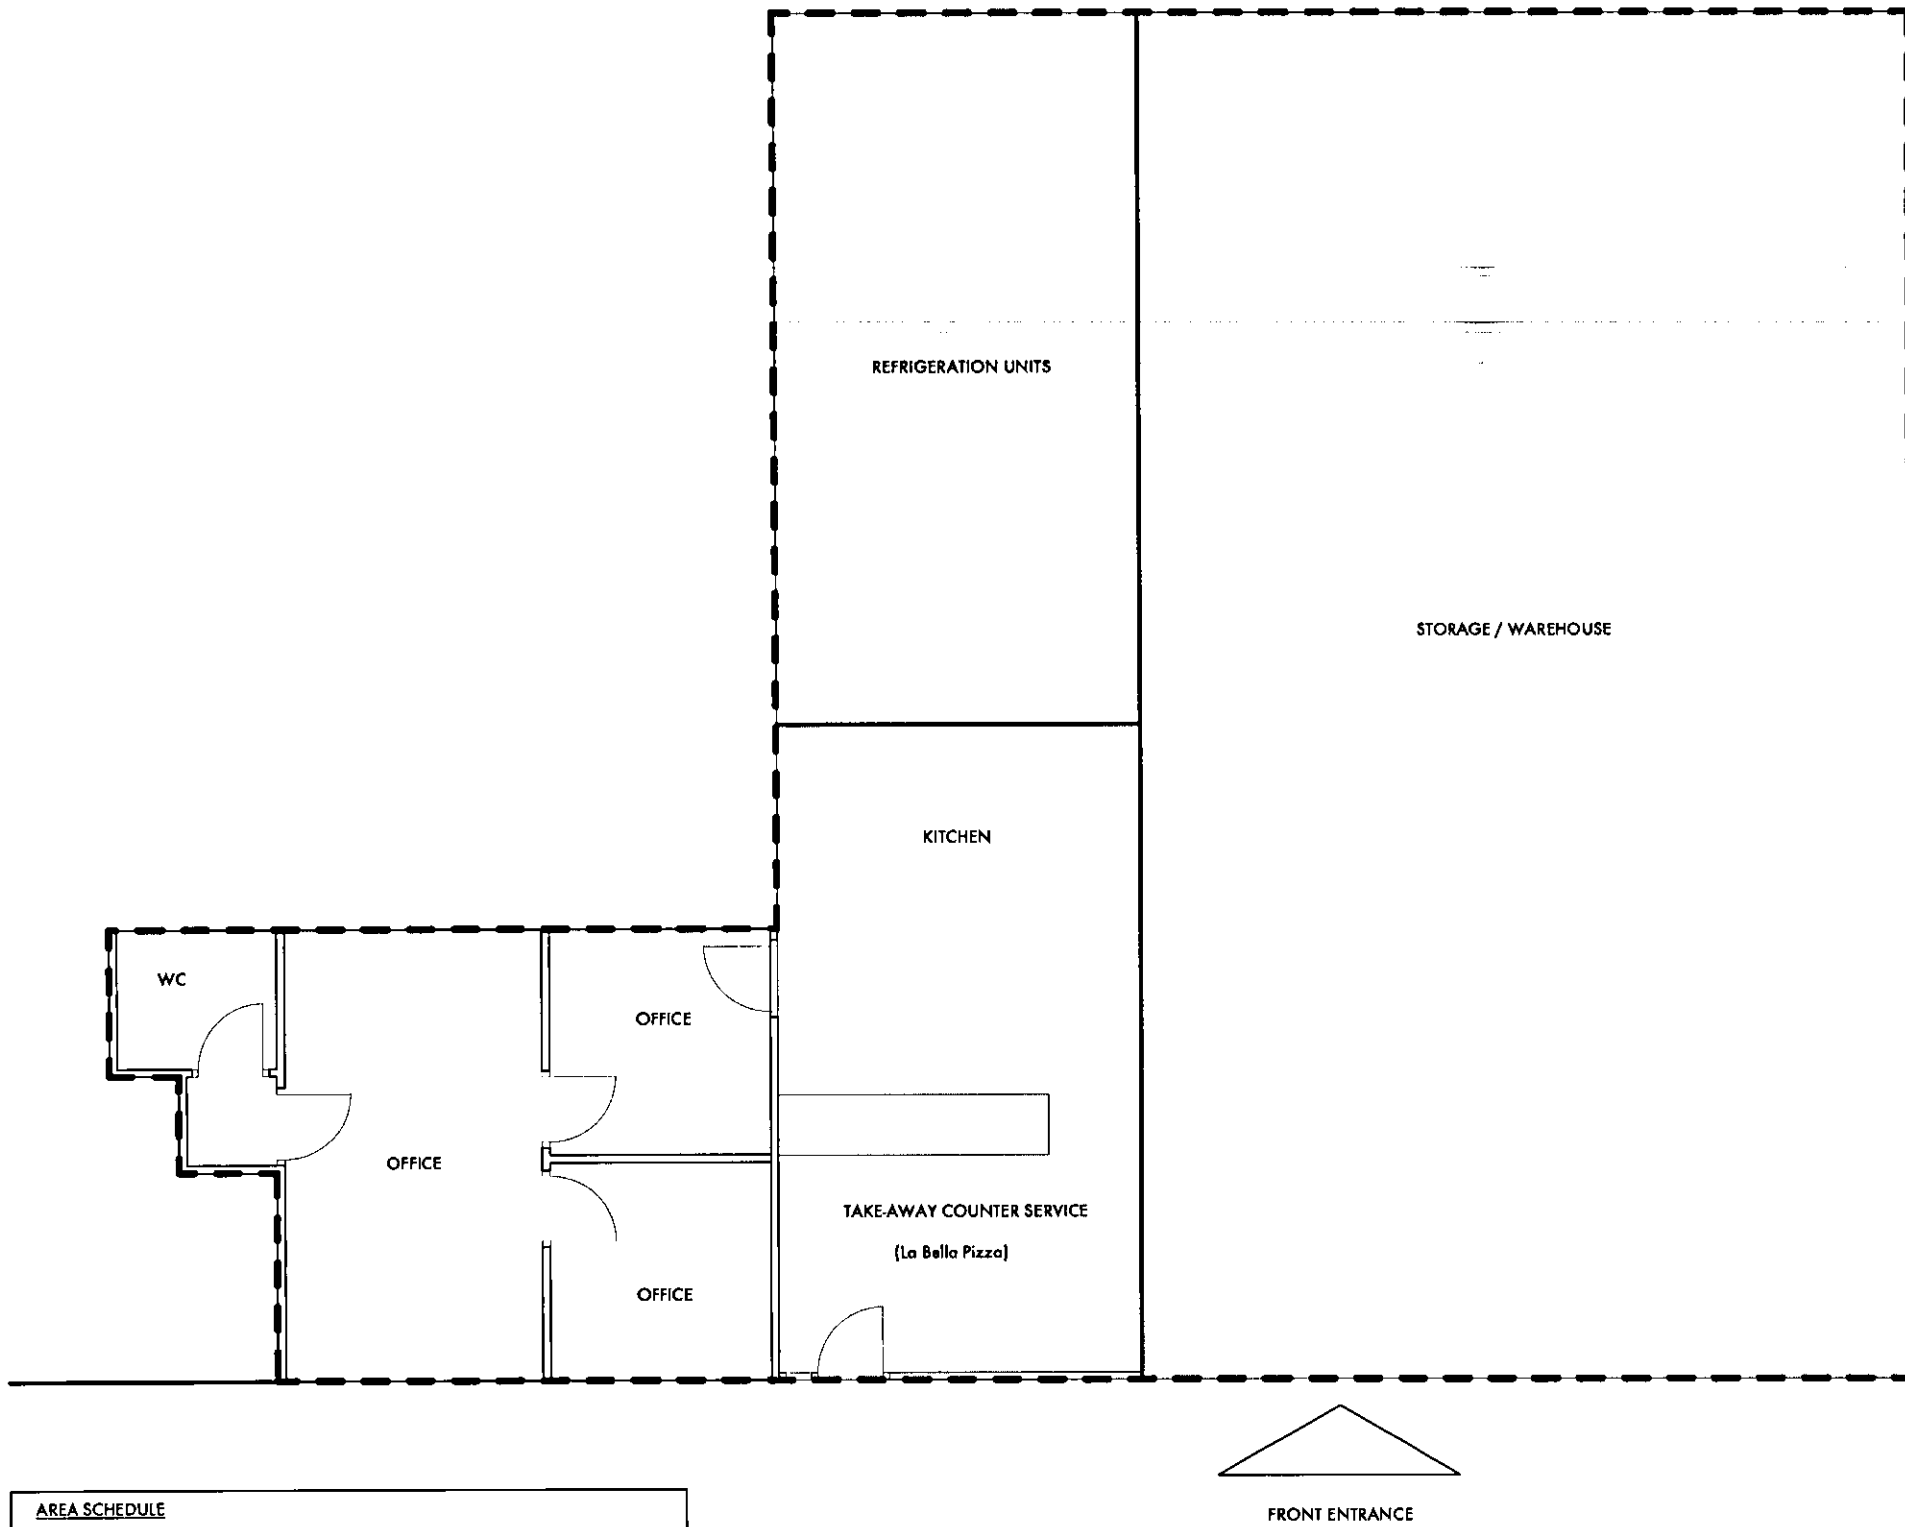 REFRIGERATION UNITS
STORAGE / WAREHOUSE
KITCHEN
WC
OFFICE
OFFICE
TAKE-AWAY COUNTER SERVICE
(La Bella Pizza)
OFFICE
AREA SCHEDULE
FRONT ENTRANCE